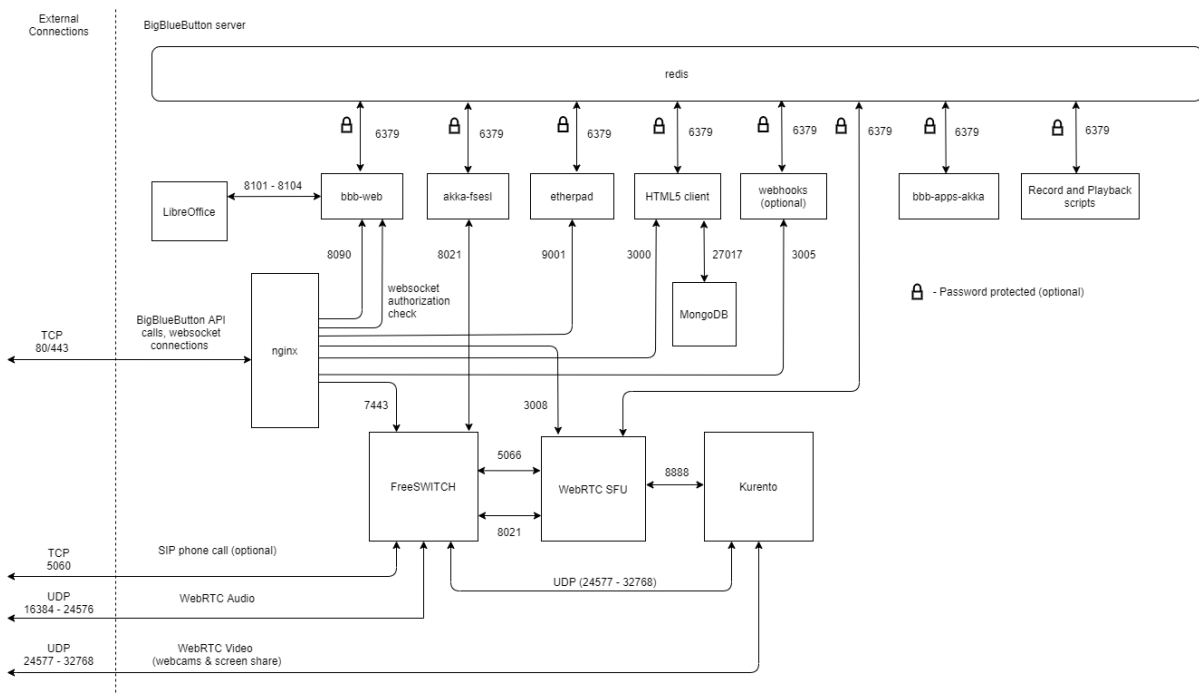 External
Connections
BigBlueButton server
redis
6379
6379
6379
6379
6379
6379
6379
6379
8101 - 8104
LibreOffice
bbb-web
akka-fsesl
etherpad
HTML5 client
webhooks
(optional)
bbb-apps-akka
Record and Playback
scripts
8090
8021
9001
3000
27017
3005
websocket
authorization
check
MongoDB
- Password protected (optional)
TCP
80/443
BigBlueButton API
calls, websocket
connections
nginx
7443
3008
FreeSWITCH
5066
8021
WebRTC SFU
8888
Kurento
TCP
5060
SIP phone call (optional)
UDP (24577 - 32768)
UDP
16384 - 24576
WebRTC Audio
UDP
24577 - 32768
WebRTC Video
(webcams & screen share)